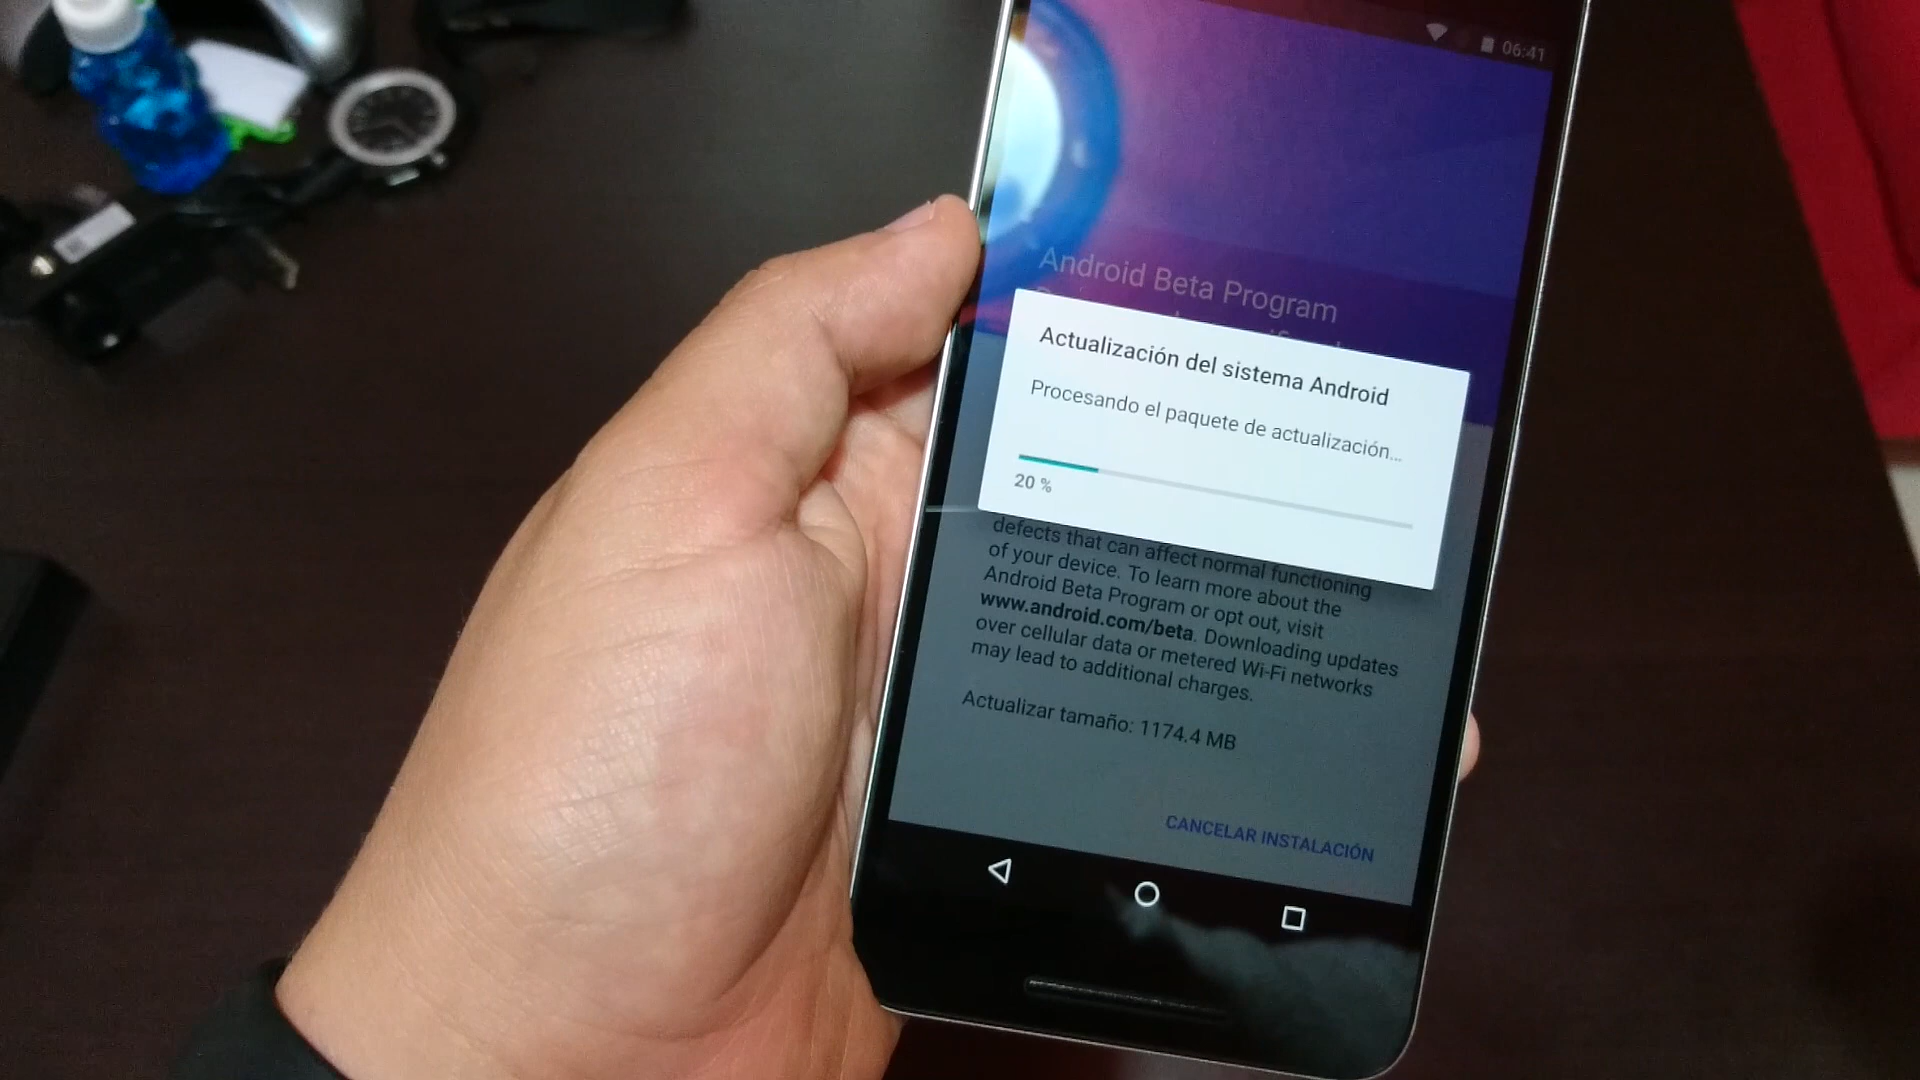 06:41
Android Beta Program
Actualización del sistema Android
Procesando el paquete de actualización...
20 %
defects that can affect normal functioning
of your device. To learn more about the
Android Beta Program or opt out, visit
www.android.com/beta. Downloading updates
over cellular data or metered Wi-Fi networks
may lead to additional charges.
Actualizar tamaño: 1174.4 MB
CANCELAR INSTALACIÓN